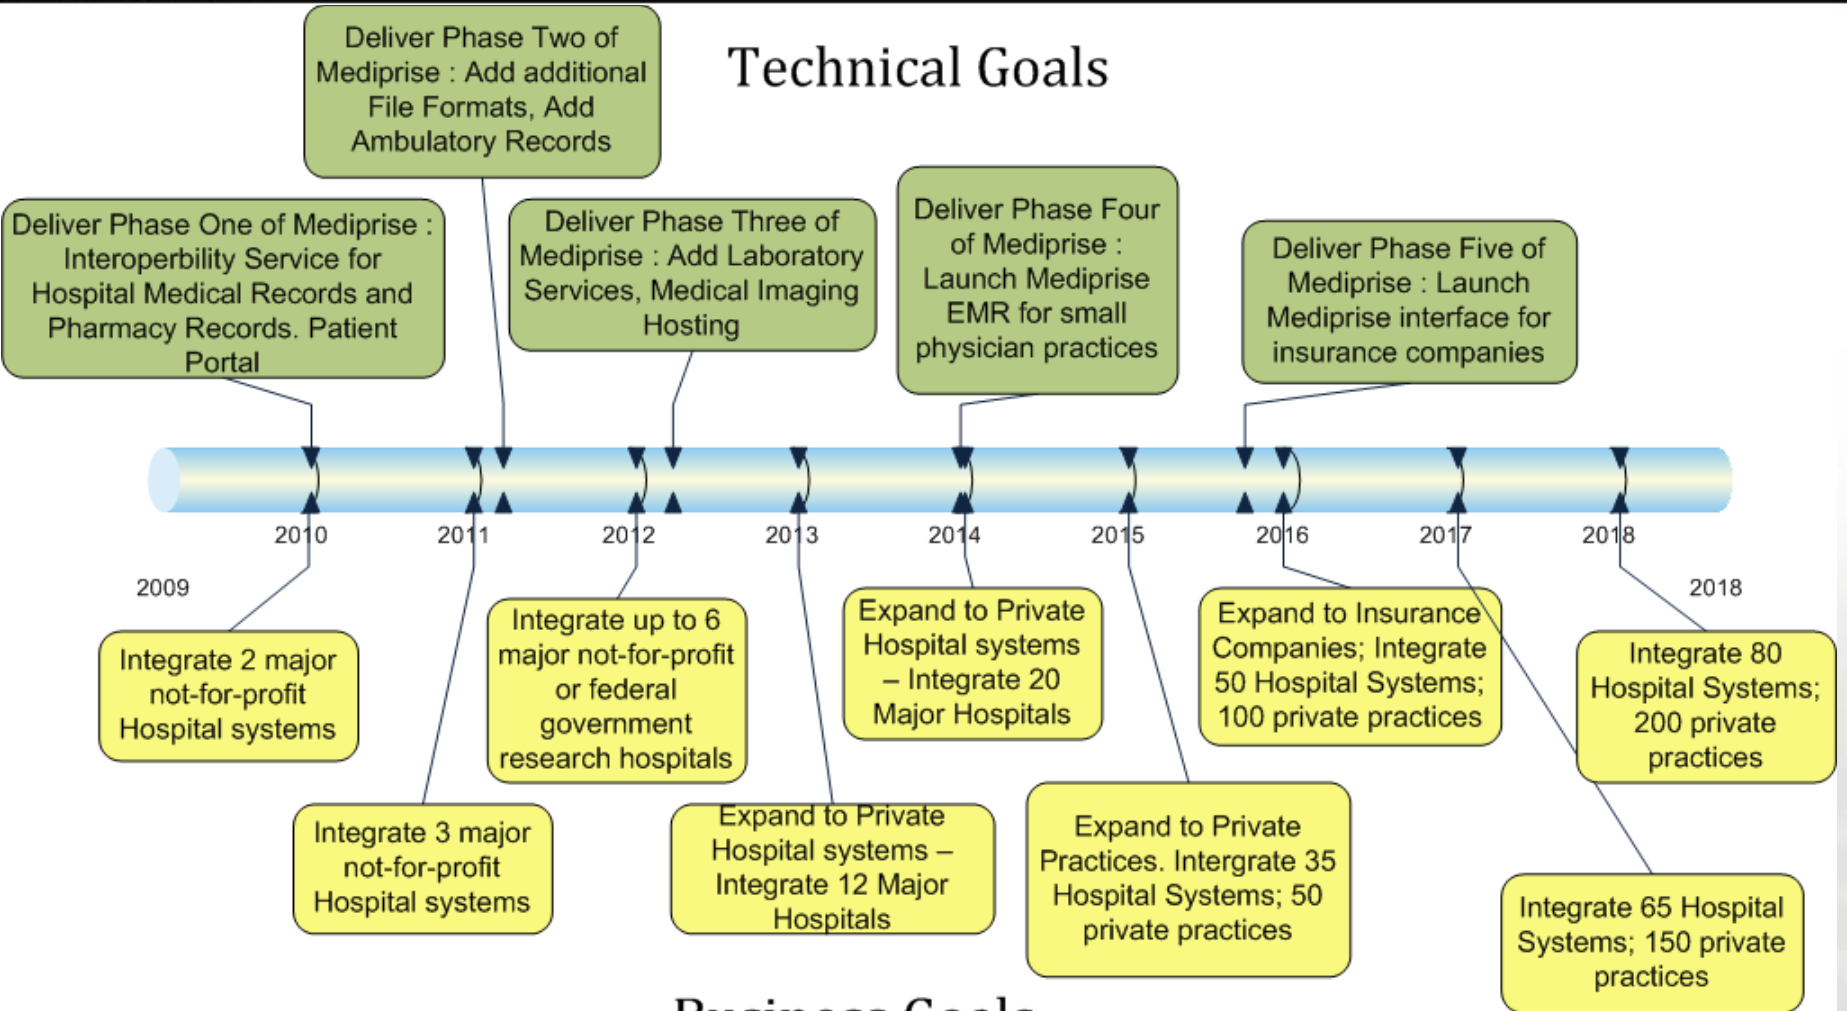 Technical Goals
Deliver Phase Two of
Mediprise : Add additional
File Formats, Add
Ambulatory Records
Deliver Phase One of Mediprise :
Interoperbility Service for
Hospital Medical Records and
Pharmacy Records. Patient
Portal
Deliver Phase Three of
Mediprise : Add Laboratory
Services, Medical Imaging
Hosting
Deliver Phase Four
of Mediprise :
Launch Mediprise
EMR for small
physician practices
Deliver Phase Five of
Mediprise : Launch
Mediprise interface for
insurance companies
2010
2011
2012
2013
2014
2015
2016
2017
2018
2009
2018
Integrate 2 major
not-for-profit
Hospital systems
Integrate 3 major
not-for-profit
Hospital systems
Integrate up to 6
major not-for-profit
or federal
government
research hospitals
Expand to Private
Hospital systems –
Integrate 12 Major
Hospitals
Expand to Private
Hospital systems
– Integrate 20
Major Hospitals
Expand to Private
Practices. Intergrate 35
Hospital Systems; 50
private practices
Expand to Insurance
Companies; Integrate
50 Hospital Systems;
100 private practices
Integrate 65 Hospital
Systems; 150 private
practices
Integrate 80
Hospital Systems;
200 private
practices
Business Goals